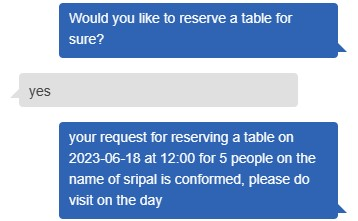 Would you like to reserve a table for
sure?
yes
your request for reserving a table on
2023-06-18 at 12:00 for 5 people on the
name of sripal is conformed, please do
visit on the day